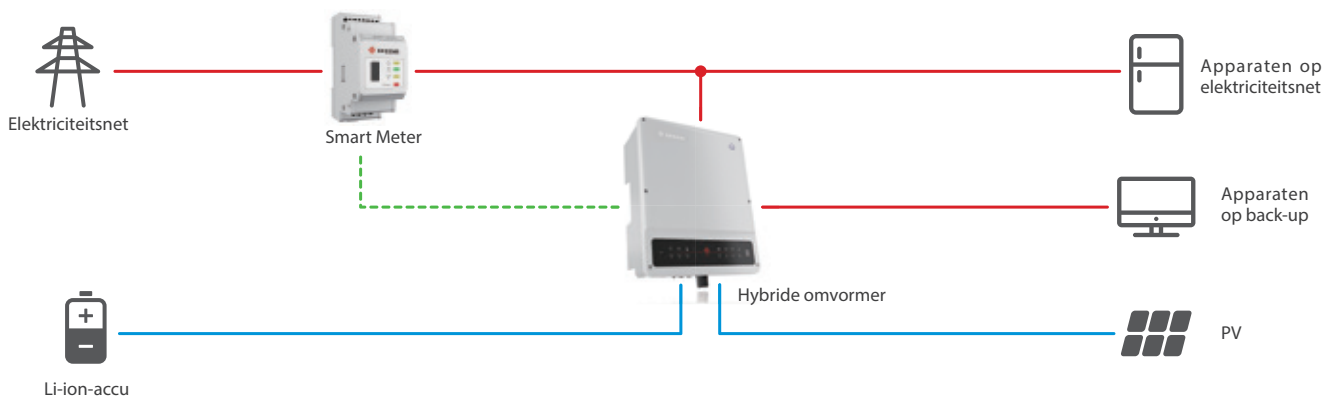 Elektriciteitsnet
Smart Meter
Apparaten op
elektriciteitsnet
Apparaten
op back-up
Hybride omvormer
Li-ion-accu
PV